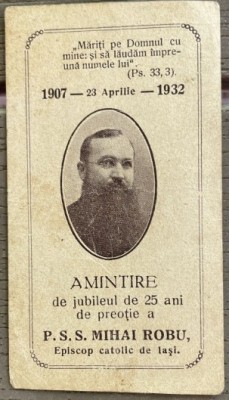 „Măriți pe Domnul cu
mine: și să lăudăm împre-
ună numele lui".
(Ps. 33, 3).
1907 — 23 Aprilie — 1932
AMINTIRE
de jubileul de 25 ani
de preoție a
P. S. S. MIHAI ROBU,
Episcop catolic de Iași.